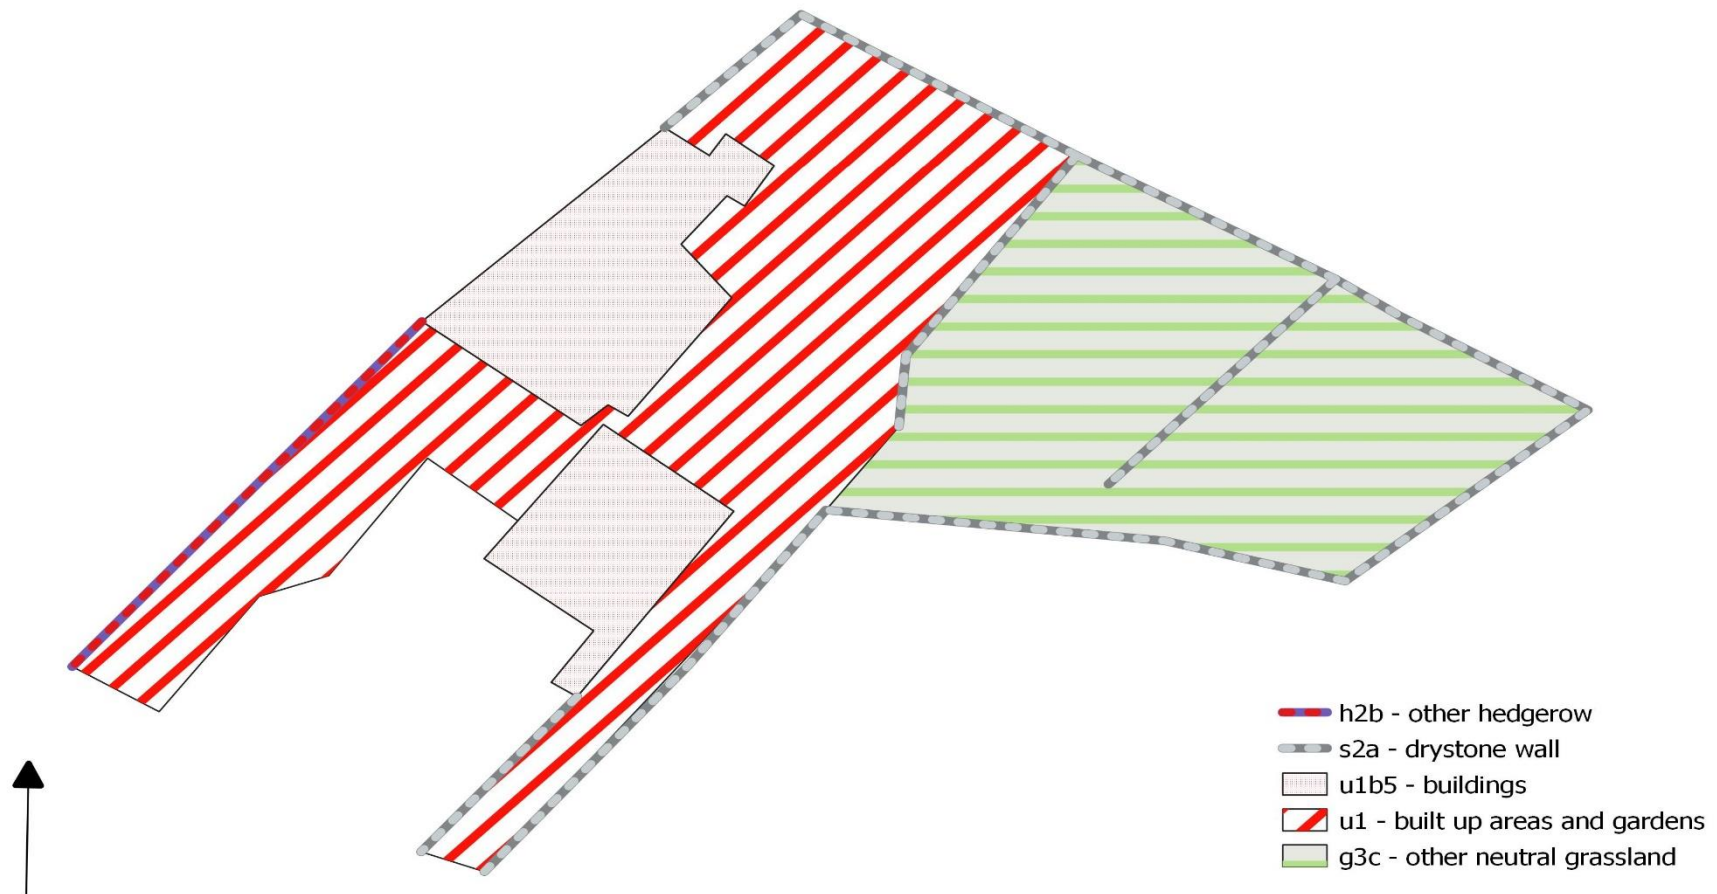 h2b - other hedgerow
s2a - drystone wall
u1b5 - buildings
u1 - built up areas and gardens
g3c - other neutral grassland